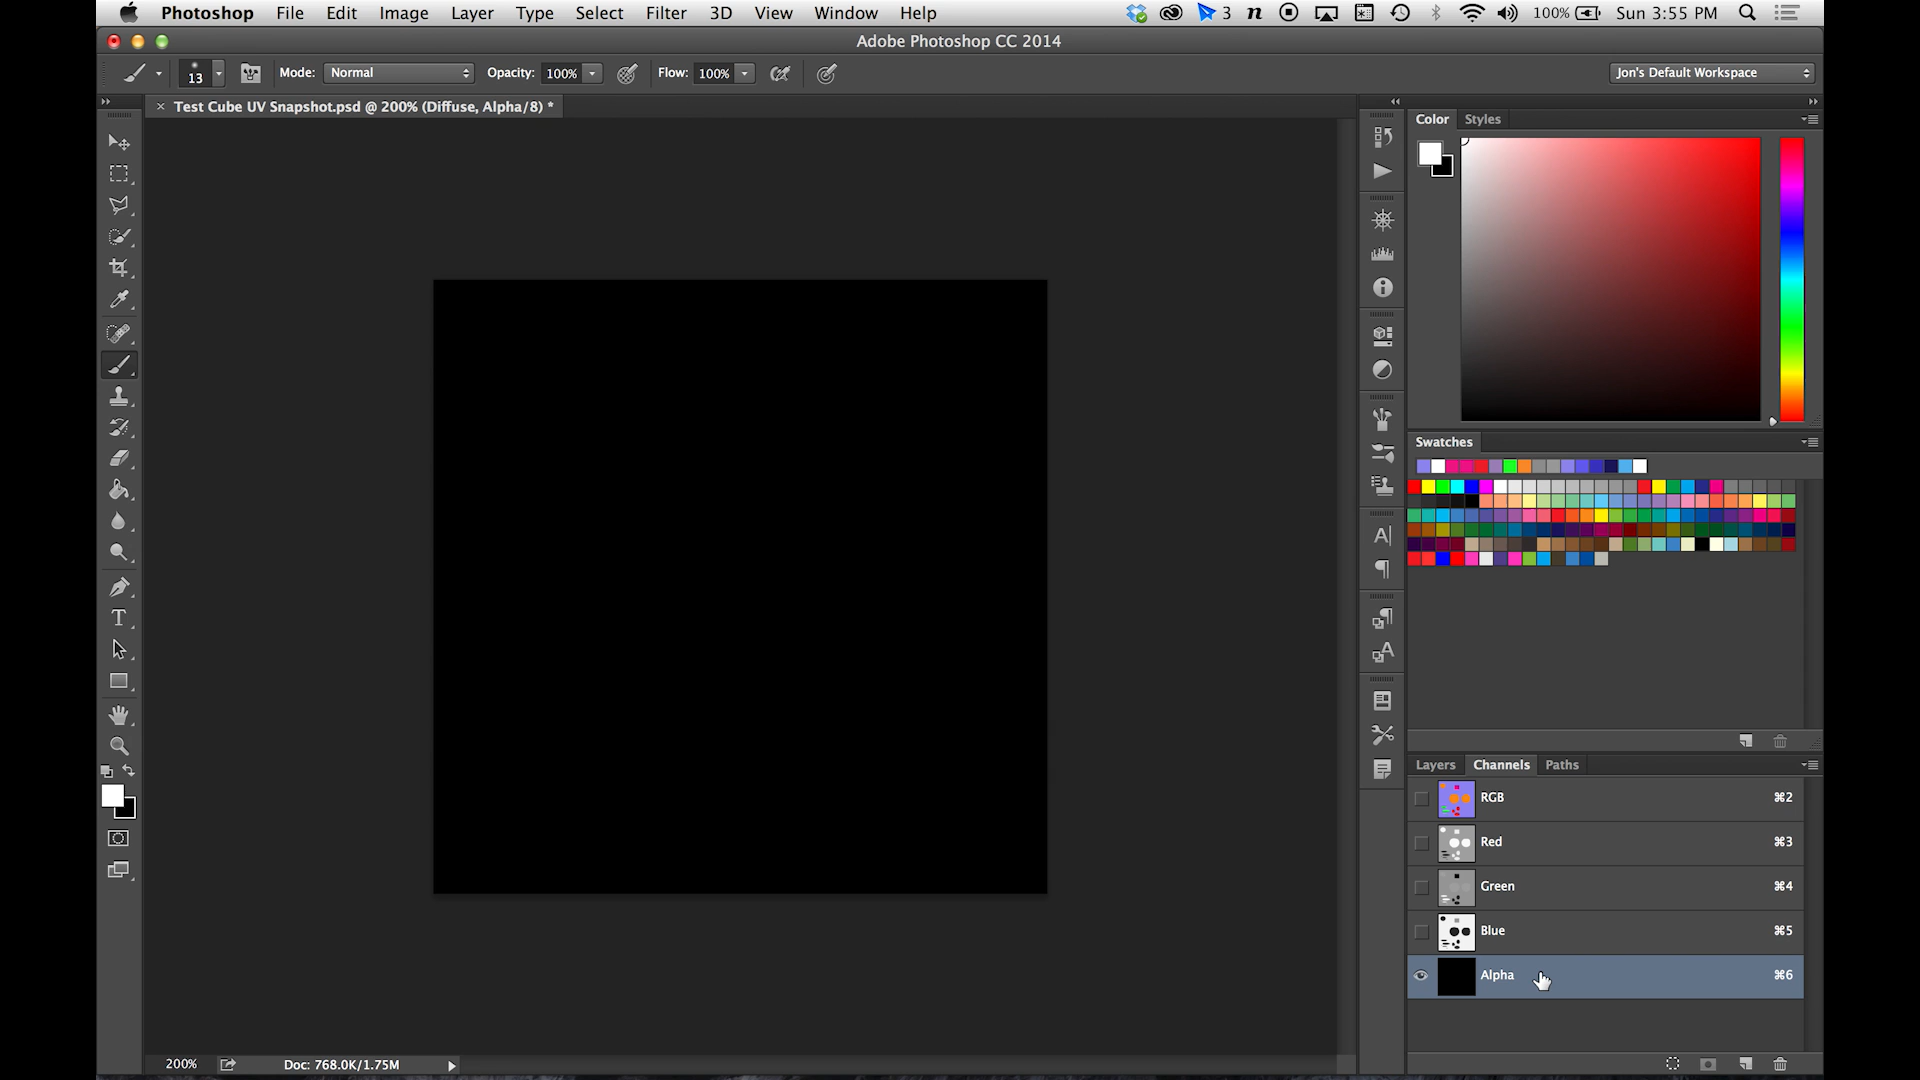 Photoshop File Edit Image Layer Type Select Filter 3D View Window Help 3 100% Sun 3:55 PM
Adobe Photoshop CC 2014
13 Mode: Normal Opacity: 100% Flow: 100% Jon's Default Workspace
Test Cube UV Snapshot.psd @ 200% (Diffuse, Alpha/8) *
Color Styles
Swatches
Layers Channels Paths
RGB ⌘2
Red ⌘3
Green ⌘4
Blue ⌘5
Alpha ⌘6
200% Doc: 768.0K/1.75M